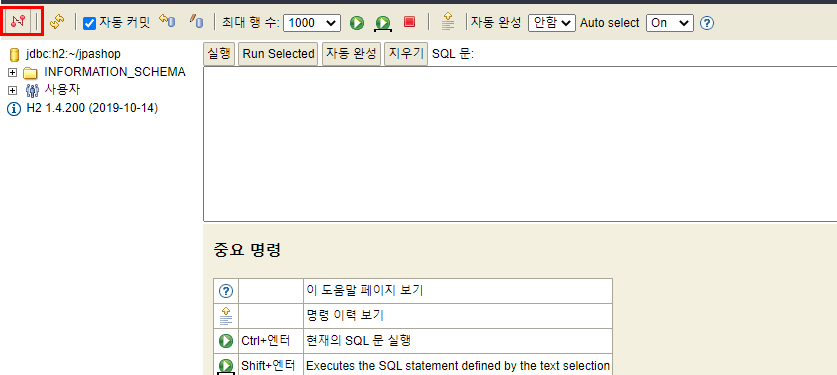 자동 커밋 최대 행 수: 1000 자동 완성 안함 Auto select On
jdbc:h2:~/jpashop
INFORMATION_SCHEMA
사용자
H2 1.4.200 (2019-10-14)
실행 Run Selected 자동 완성 지우기 SQL 문:
중요 명령
이 도움말 페이지 보기
명령 이력 보기
Ctrl+엔터 현재의 SQL 문 실행
Shift+엔터 Executes the SQL statement defined by the text selection